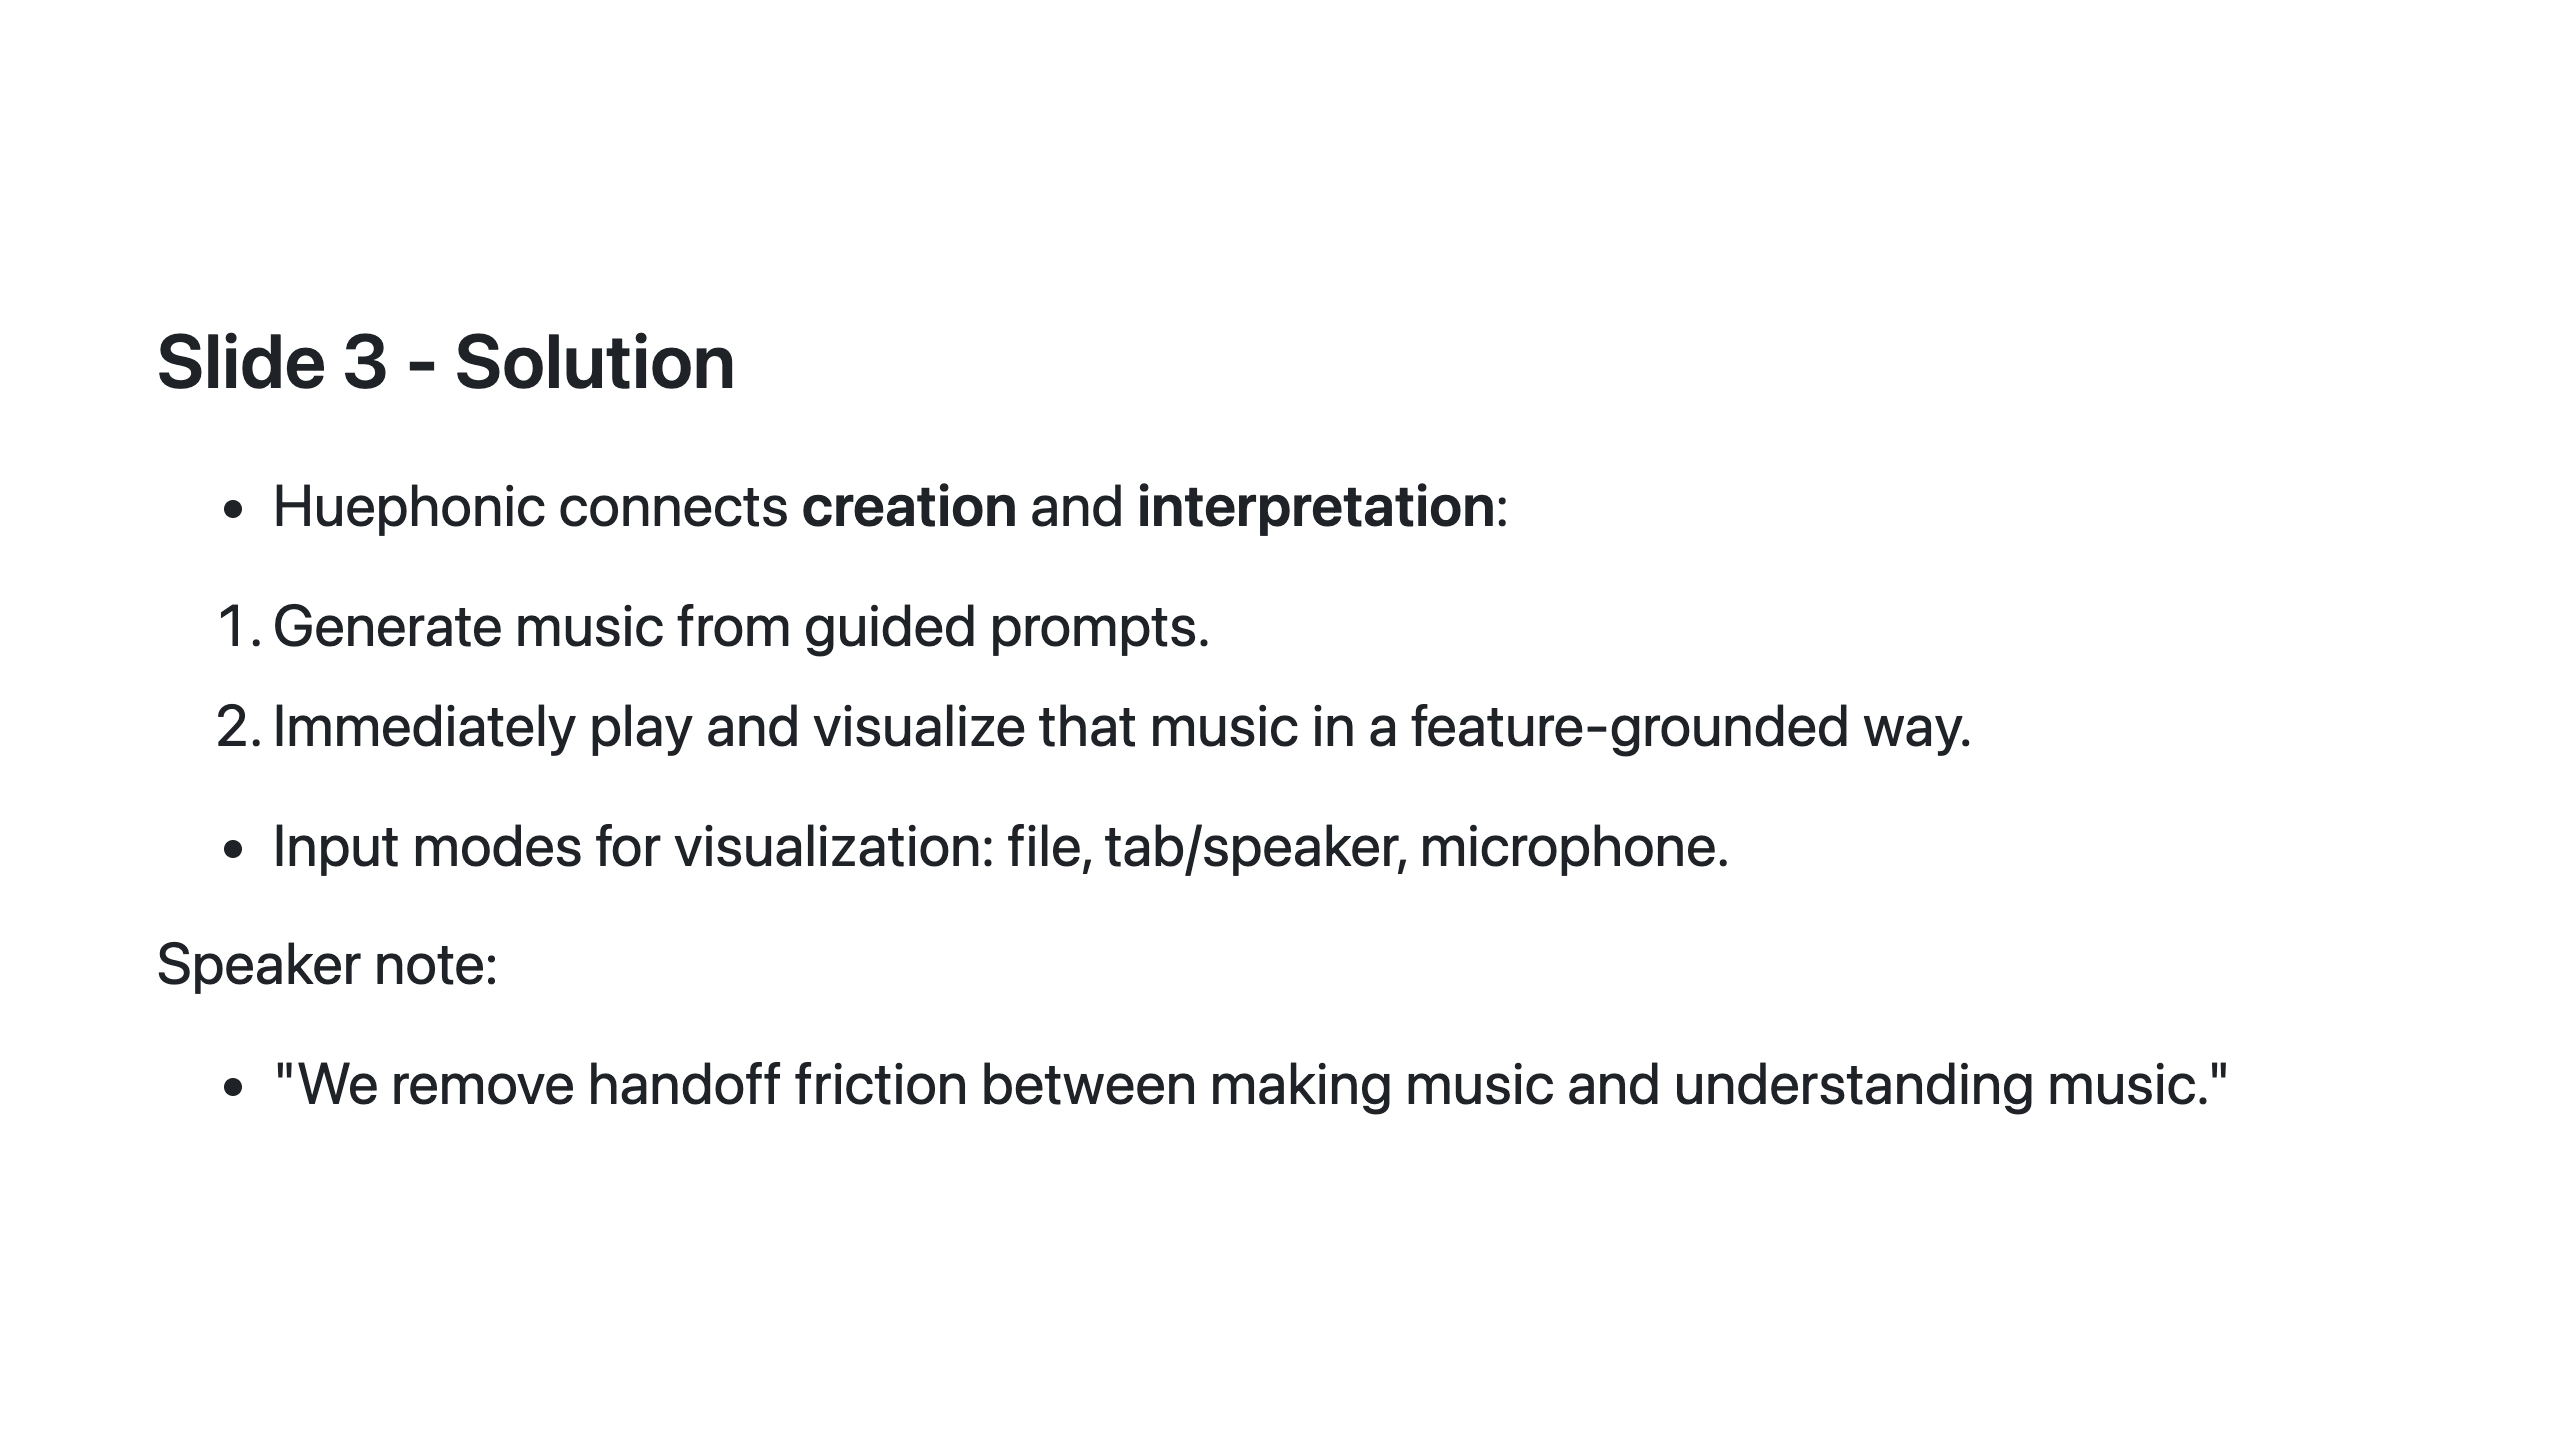 Slide 3 - Solution
• Huephonic connects creation and interpretation:
1. Generate music from guided prompts.
2. Immediately play and visualize that music in a feature-grounded way.
• Input modes for visualization: file, tab/speaker, microphone.
Speaker note:
• "We remove handoff friction between making music and understanding music."